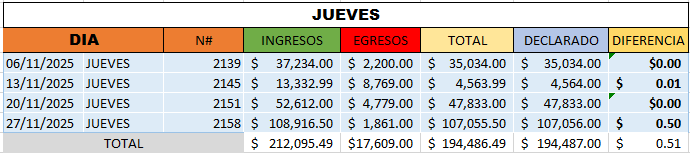 JUEVES
DIA N# INGRESOS EGRESOS TOTAL DECLARADO DIFERENCIA
06/11/2025 JUEVES 2139 $ 37,234.00 $ 2,200.00 $ 35,034.00 $ 35,034.00 $0.00
13/11/2025 JUEVES 2145 $ 13,332.99 $ 8,769.00 $ 4,563.99 $ 4,564.00 $ 0.01
20/11/2025 JUEVES 2151 $ 52,612.00 $ 4,779.00 $ 47,833.00 $ 47,833.00 $0.00
27/11/2025 JUEVES 2158 $ 108,916.50 $ 1,861.00 $ 107,055.50 $ 107,056.00 $ 0.50
TOTAL $ 212,095.49 $17,609.00 $ 194,486.49 $ 194,487.00 $ 0.51